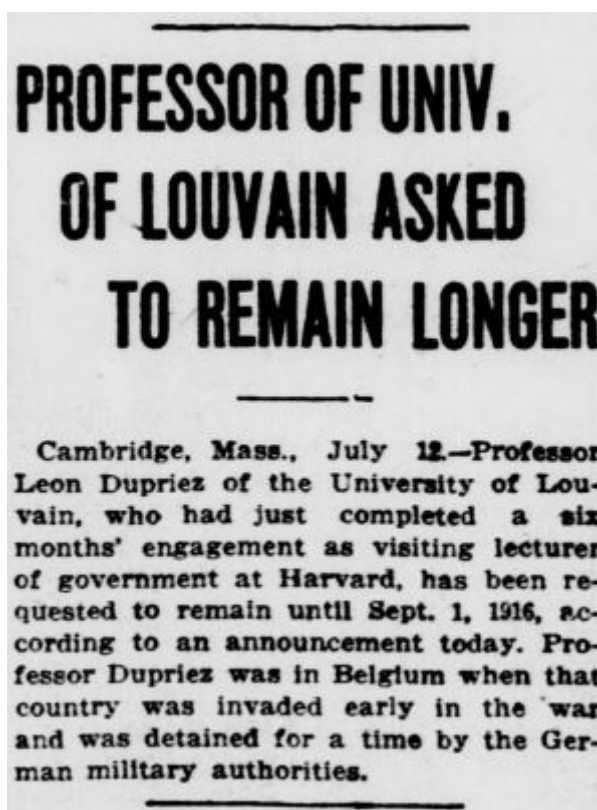 PROFESSOR OF UNIV.
OF LOUVAIN ASKED
TO REMAIN LONGER
Cambridge, Mass., July 12.—Professor
Leon Dupriez of the University of Lou-
vain, who had just completed a six
months' engagement as visiting lecturer
of government at Harvard, has been re-
quested to remain until Sept. 1, 1916, ac-
cording to an announcement today. Pro-
fessor Dupriez was in Belgium when that
country was invaded early in the war
and was detained for a time by the Ger-
man military authorities.